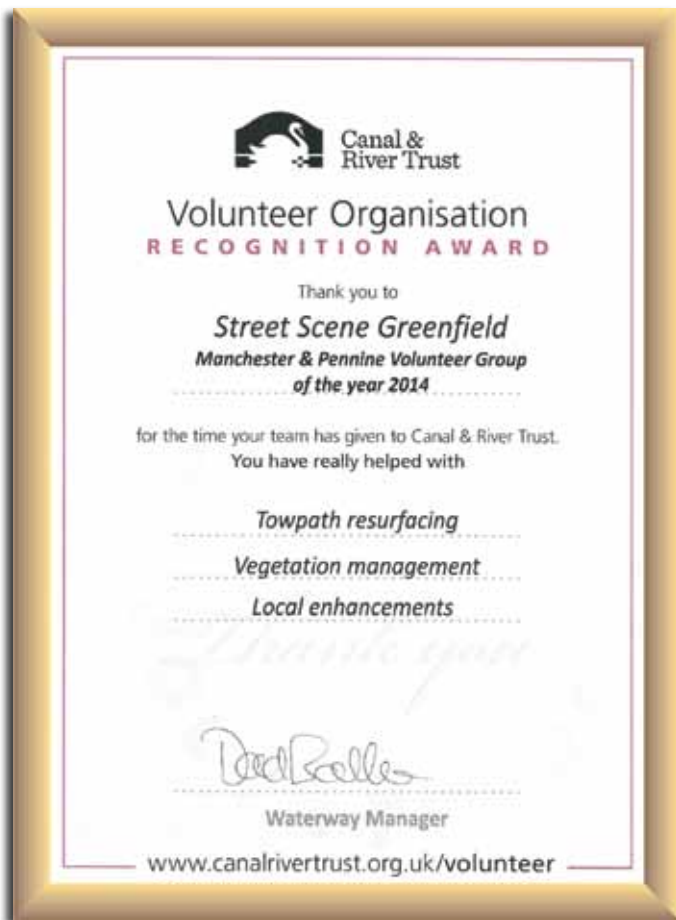 Canal &
River Trust
Volunteer Organisation
RECOGNITION AWARD
Thank you to
Street Scene Greenfield
Manchester & Pennine Volunteer Group
of the year 2014
for the time your team has given to Canal & River Trust.
You have really helped with
Towpath resurfacing
Vegetation management
Local enhancements
Thank you
Waterway Manager
www.canalrivertrust.org.uk/volunteer